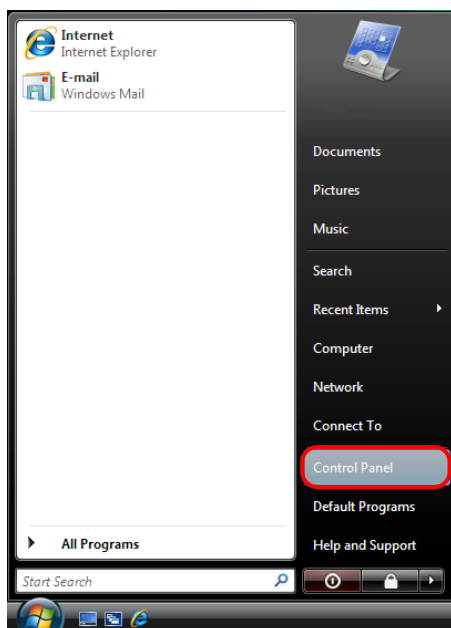 Internet
Internet Explorer
E-mail
Windows Mail
Documents
Pictures
Music
Search
Recent Items
Computer
Network
Connect To
Control Panel
Default Programs
All Programs
Help and Support
Start Search